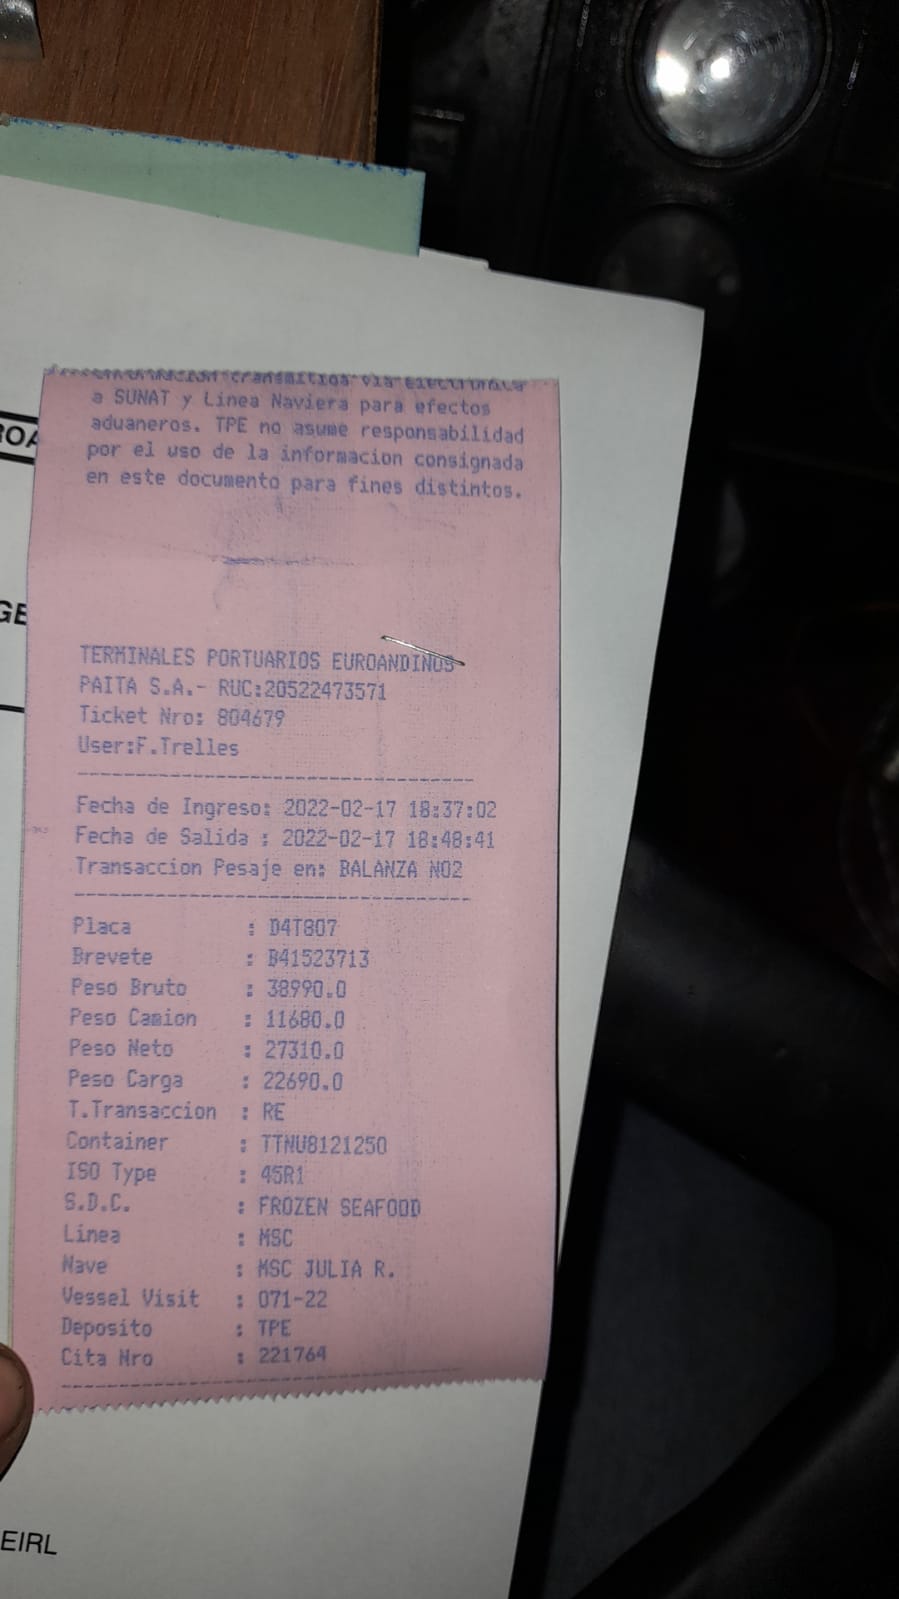 a SUNAT y Linea Naviera para efectos
aduaneros. TPE no asume responsabilidad
por el uso de la informacion consignada
en este documento para fines distintos.
TERMINALES PORTUARIOS EUROANDINOS
PAITA S.A.- RUC:20522473571
Ticket Nro: 804679
User:F.Trelles
--------------------------------
Fecha de Ingreso: 2022-02-17 18:37:02
Fecha de Salida : 2022-02-17 18:48:41
Transaccion Pesaje en: BALANZA NO2
--------------------------------
Placa : D4T807
Brevete : B41523713
Peso Bruto : 38990.0
Peso Camion : 11680.0
Peso Neto : 27310.0
Peso Carga : 22690.0
T.Transaccion : RE
Container : TTNU8121250
ISO Type : 45R1
S.D.C. : FROZEN SEAFOOD
Linea : MSC
Nave : MSC JULIA R.
Vessel Visit : 071-22
Deposito : TPE
Cita Nro : 221764
--------------------------------
EIRL